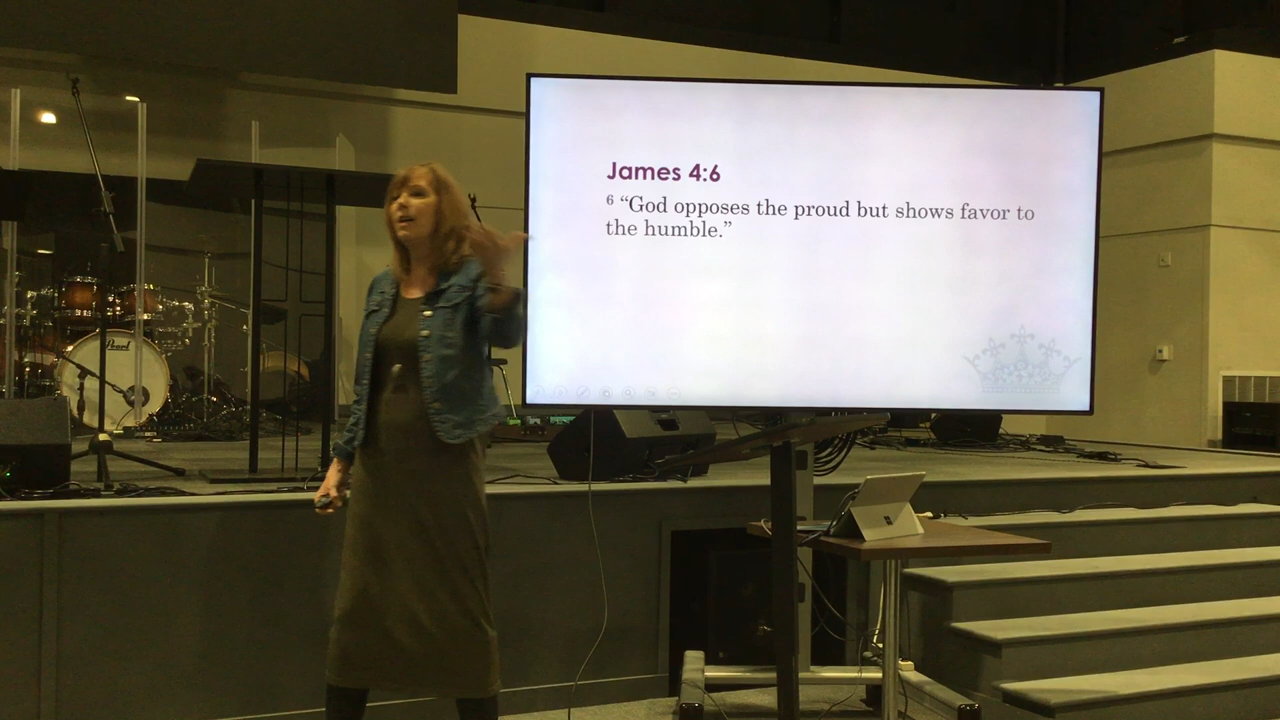 James 4:6
6 “God opposes the proud but shows favor to
the humble.”
Pearl